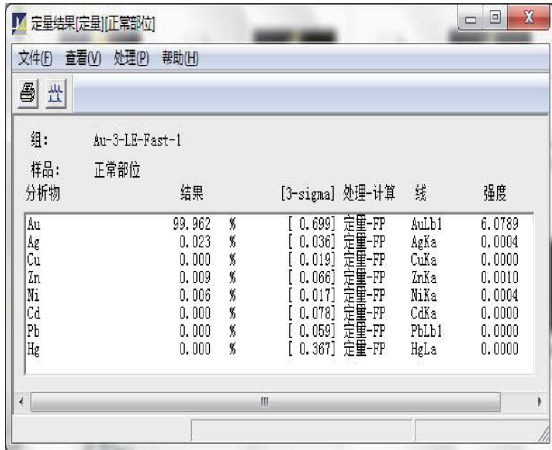 定量结果[定量][正常部位]
文件(F) 查看(V) 处理(P) 帮助(H)
组: Au-3-LE-Fast-1
样品: 正常部位
分析物 结果 [3-sigma] 处理-计算 线 强度
Au 99.962 % [ 0.699] 定量-FP AuLb1 6.0789
Ag 0.023 % [ 0.036] 定量-FP AgKa 0.0004
Cu 0.000 % [ 0.019] 定量-FP CuKa 0.0000
Zn 0.009 % [ 0.066] 定量-FP ZnKa 0.0010
Ni 0.006 % [ 0.017] 定量-FP NiKa 0.0004
Cd 0.000 % [ 0.078] 定量-FP CdKa 0.0000
Pb 0.000 % [ 0.059] 定量-FP PbLb1 0.0000
Hg 0.000 % [ 0.367] 定量-FP HgLa 0.0000